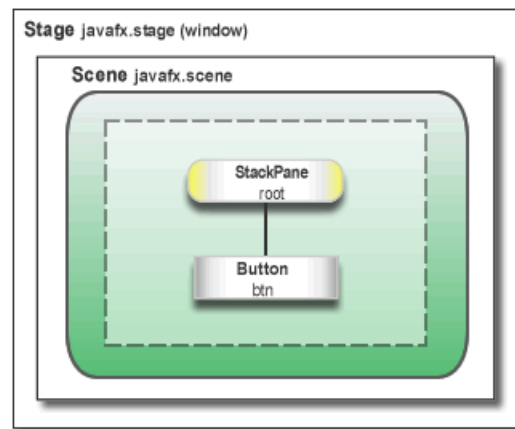 Stage javafx.stage (window)
Scene javafx.scene
StackPane
root
Button
btn